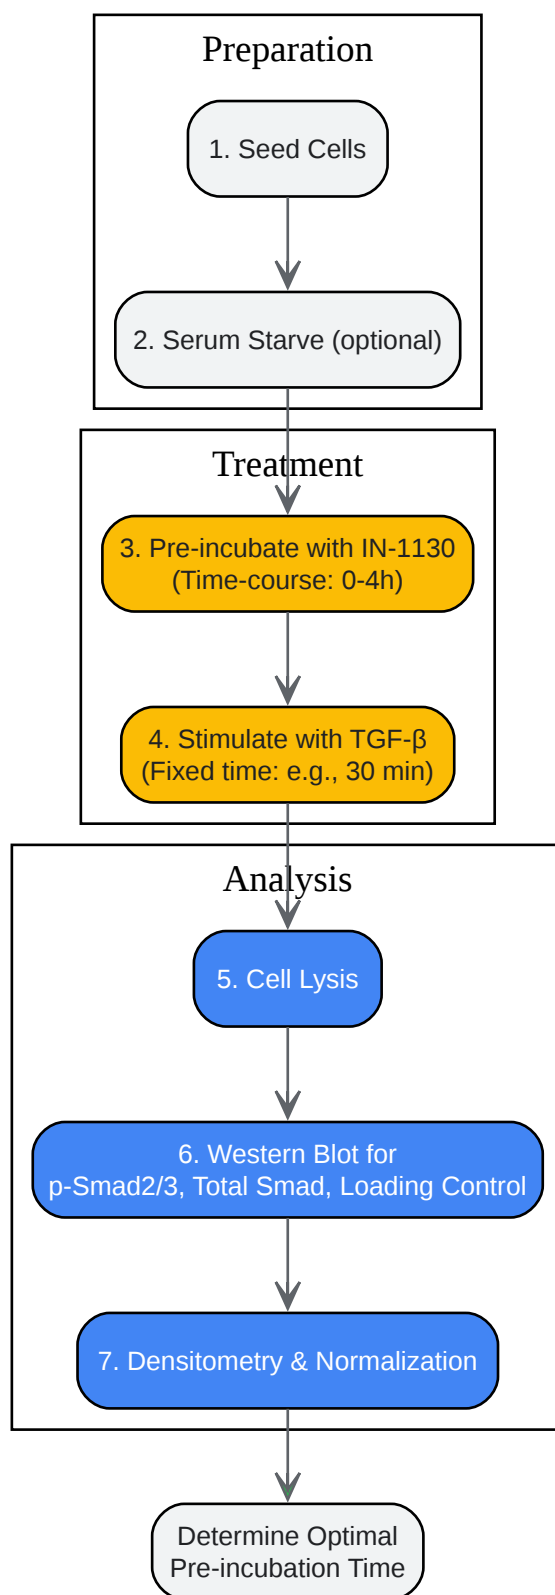 Preparation
1. Seed Cells
2. Serum Starve (optional)
Treatment
3. Pre-incubate with IN-1130
(Time-course: 0-4h)
4. Stimulate with TGF-β
(Fixed time: e.g., 30 min)
Analysis
5. Cell Lysis
6. Western Blot for
p-Smad2/3, Total Smad, Loading Control
7. Densitometry & Normalization
Determine Optimal
Pre-incubation Time